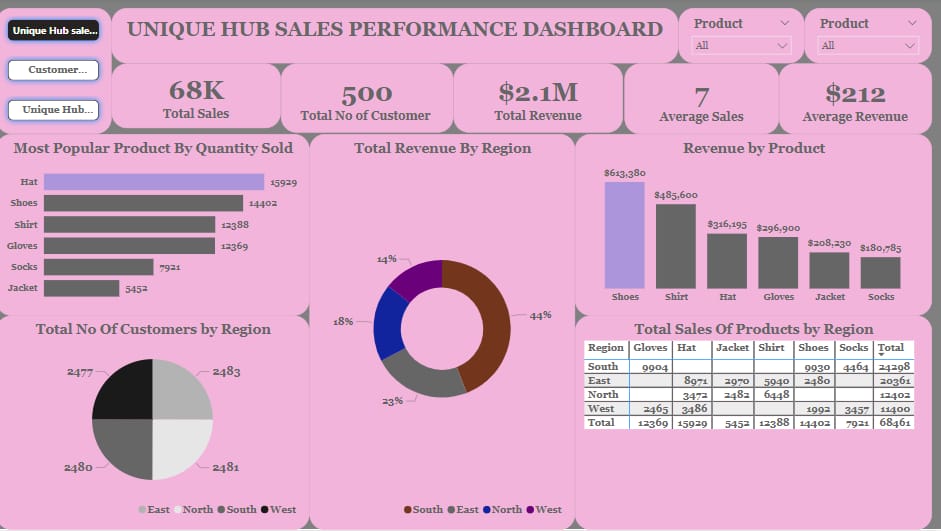 Unique Hub sale...
Customer...
Unique Hub...
UNIQUE HUB SALES PERFORMANCE DASHBOARD
Product
All
Product
All
68K
Total Sales
500
Total No of Customer
$2.1M
Total Revenue
7
Average Sales
$212
Average Revenue
Most Popular Product By Quantity Sold
Hat 15929
Shoes 14402
Shirt 12388
Gloves 12369
Socks 7921
Jacket 5452
Total Revenue By Region
14%
18%
44%
23%
South East North West
Revenue by Product
$613,380
$485,600
$316,195
$296,900
$208,230
$180,785
Shoes Shirt Hat Gloves Jacket Socks
Total No Of Customers by Region
2477 2483
2480 2481
East North South West
Total Sales Of Products by Region
Region Gloves Hat Jacket Shirt Shoes Socks Total
South 9904 9930 4464 24298
East 8971 2970 5940 2480 20361
North 3472 2482 6448 12402
West 2465 3486 1992 3457 11400
Total 12369 15929 5452 12388 14402 7921 68461